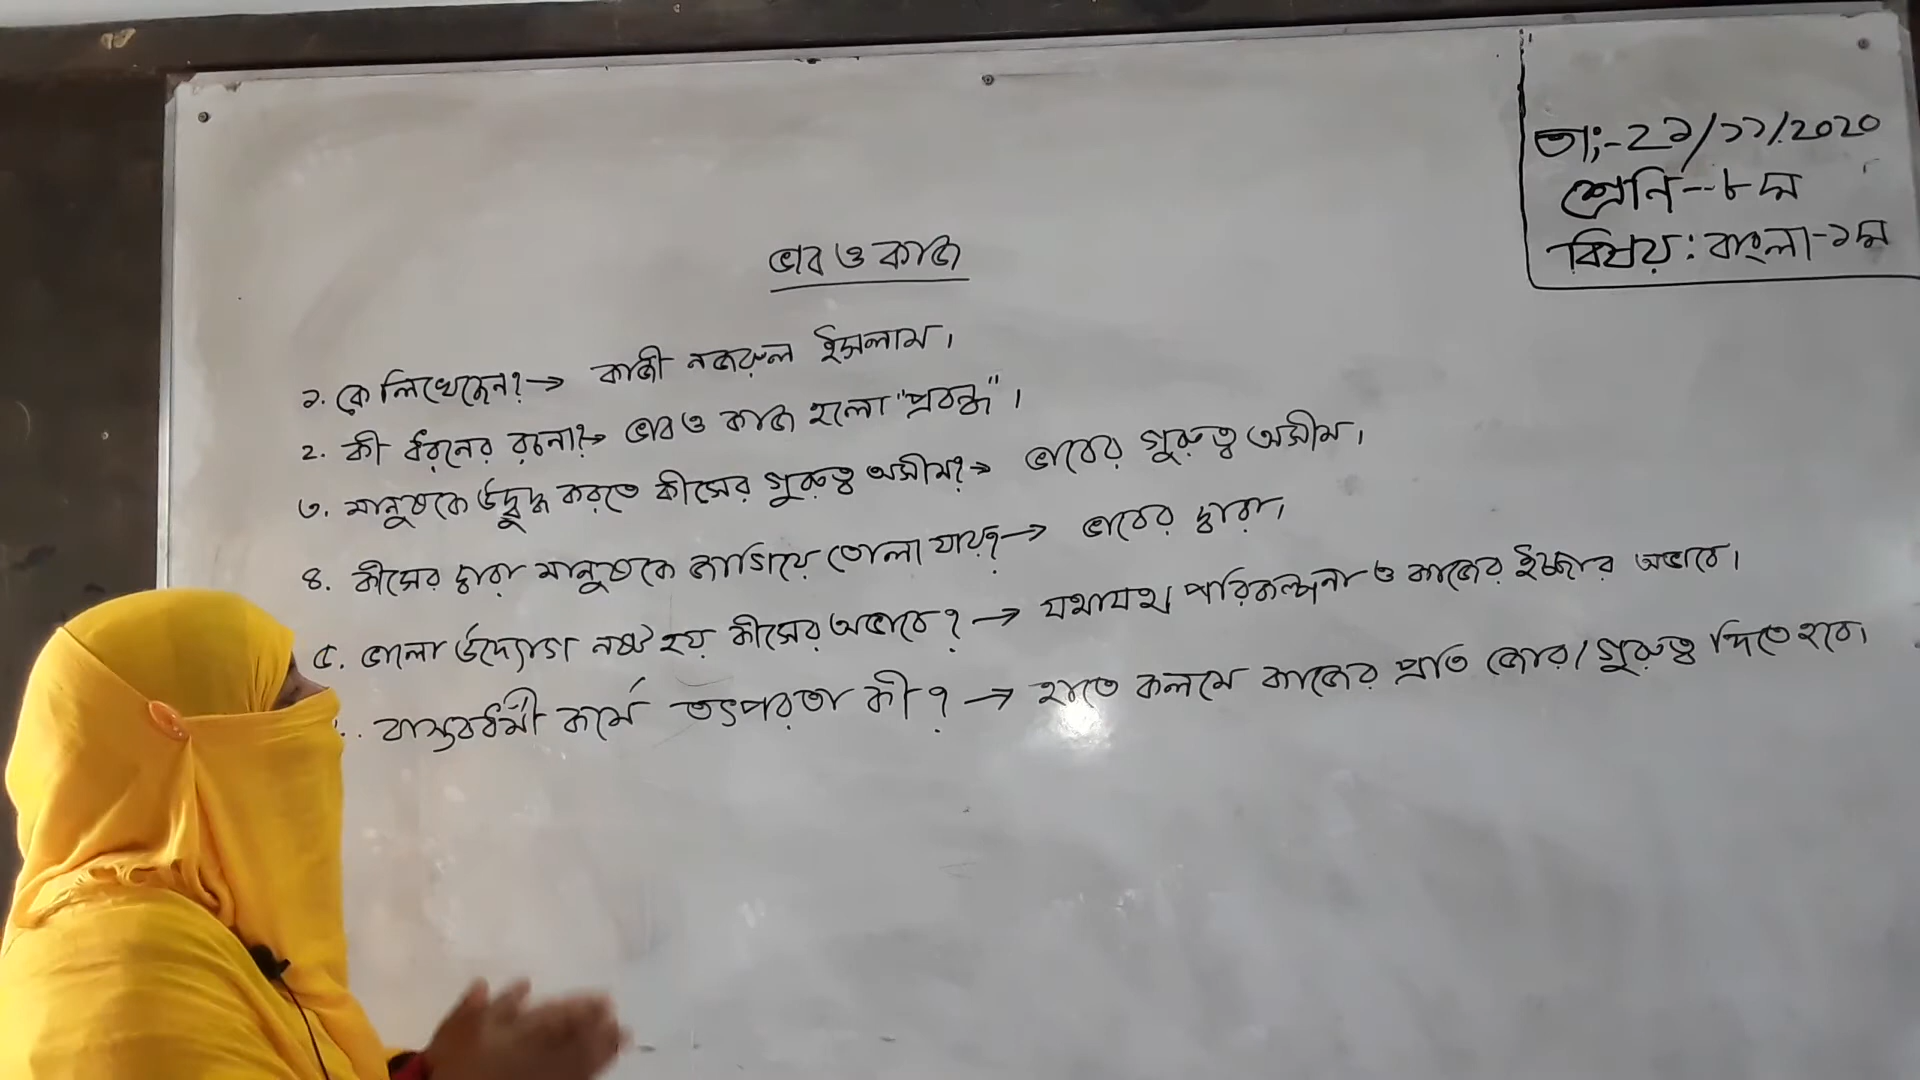 তা;-২১/১১/২০২০
শ্রেনি--৮ম
বিষয়: বাংলা-১ম
ভাব ও কাজ
১. কে লিখেছেন?→ কাজী নজরুল ইসলাম।
২. কী ধরনের রচনা?→ ভাব ও কাজ হলো "প্রবন্ধ"।
৩. মানুষকে উদ্বুদ্ধ করতে কীসের গুরুত্ব অসীম?→ ভাবের গুরুত্ব অসীম।
৪. কীসের দ্বারা মানুষকে জাগিয়ে তোলা যায়?→ ভাবের দ্বারা।
৫. ভালো উদ্যোগ নষ্ট হয় কীসের অভাবে?→ যথাযথ পরিকল্পনা ও কাজের ইচ্ছার অভাবে।
বাস্তবধর্মী কর্মে তৎপরতা কী?→ হাতে কলমে কাজের প্রতি জোর/গুরুত্ব দিতে হবে।